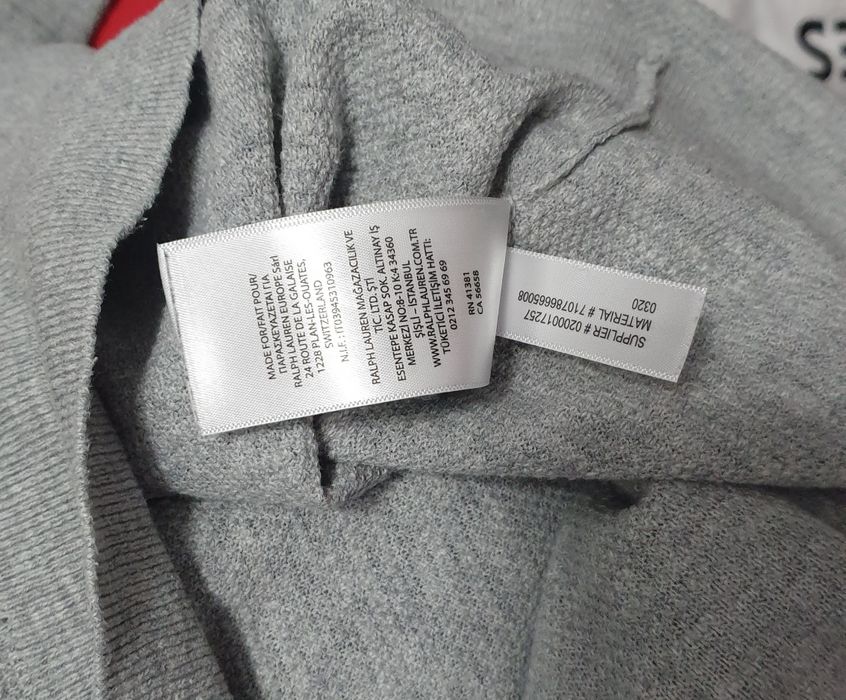 MADE FOR/FAIT POUR/
ΠΑΡΑΣΚΕΥΑΖΕΤΑΙ ΓΙΑ
RALPH LAUREN EUROPE Sàrl
24 ROUTE DE LA GALAISE
1228 PLAN-LES-OUATES,
SWITZERLAND
N.I.F. : IT03945310963
RALPH LAUREN MAGAZACILIK VE
TİC. LTD. ŞTİ
ESENTEPE KASAP SOK. ALTINAY İŞ
MERKEZİ NO:8-10 K:4 34360
ŞİŞLİ – İSTANBUL
WWW.RALPHLAUREN.COM.TR
TÜKETİCİ İLETİŞİM HATTI:
0212 345 69 69
RN 41381
CA 56658
SUPPLIER # 0200017257
MATERIAL # 710786665008
0320
ES